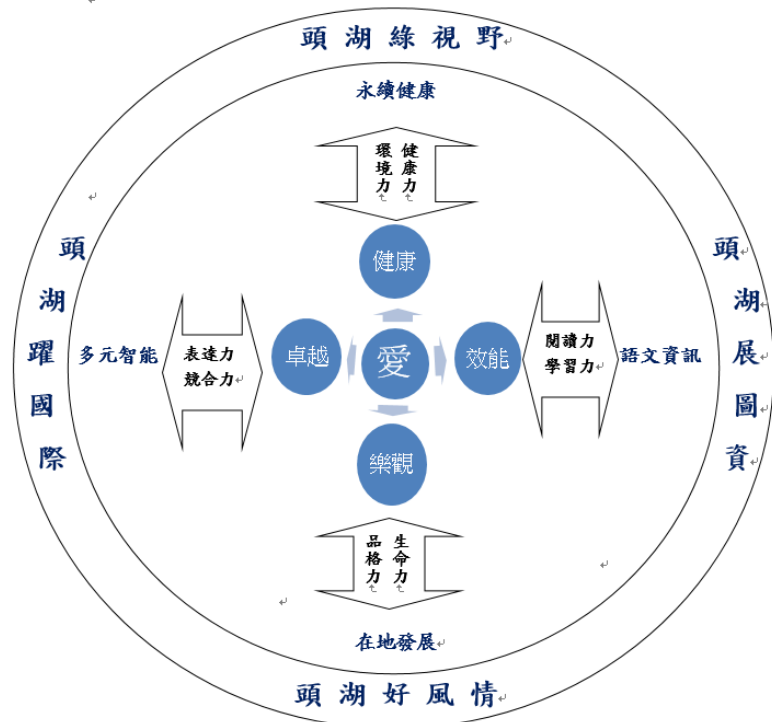 頭湖綠視野
永續健康
健康力
環境力
健康
頭湖躍國際
多元智能
表達力
競合力
卓越
愛
效能
閱讀力
學習力
語文資訊
頭湖展圖資
樂觀
生命力
品格力
在地發展
頭湖好風情